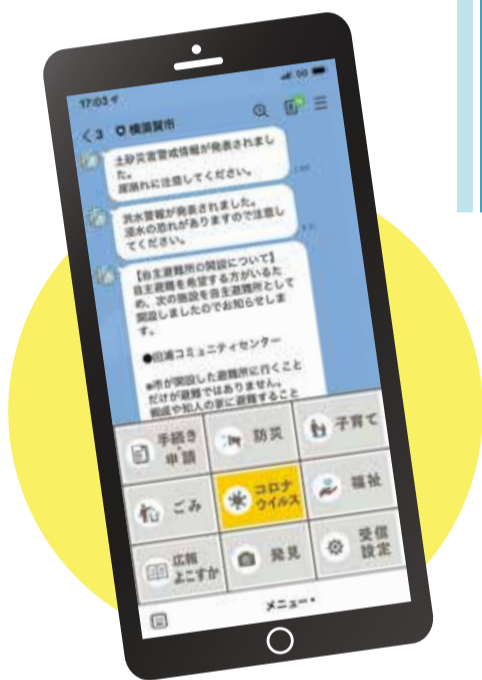 17:03
3 横須賀市
土砂災害警戒情報が発表されまし
た。
崖崩れに注意してください。
洪水警報が発表されました。
浸水の恐れがありますので注意し
てください。
【自主避難所の開設について】
自主避難を希望する方がいるた
め、次の施設を自主避難所として
開設しましたのでお知らせしま
す。
●田浦コミュニティセンター
※市が開設した避難所に行くこと
だけが避難ではありません。
親戚や知人の家に避難すること
手続き・申請
防災
子育て
ごみ
コロナウイルス
福祉
広報よこすか
発見
受信設定
メニュー